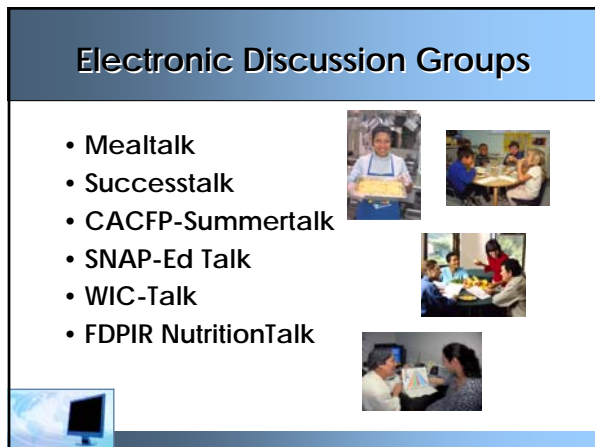 Electronic Discussion Groups
• Mealtalk
• Successtalk
• CACFP-Summertalk
• SNAP-Ed Talk
• WIC-Talk
• FDPIR NutritionTalk